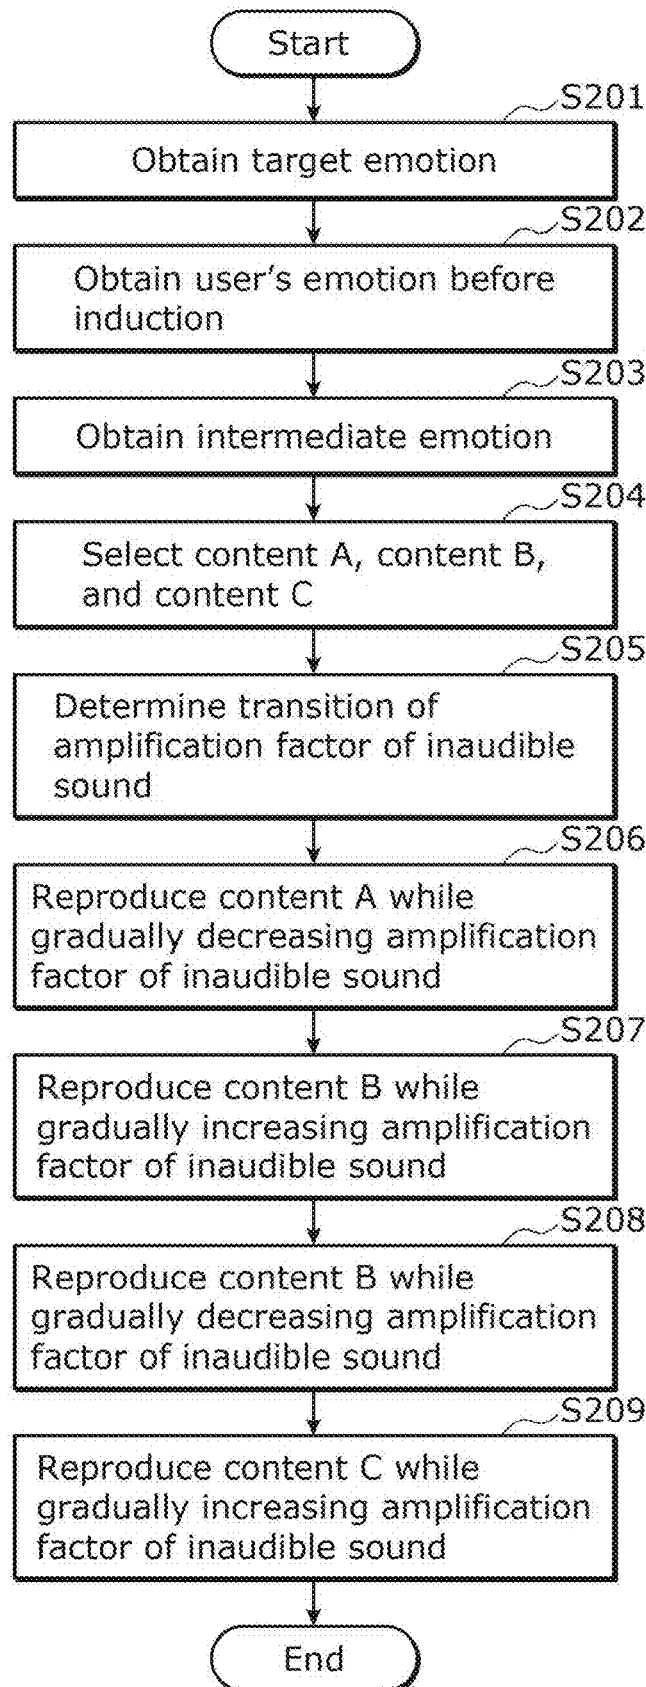 Start
S201
Obtain target emotion
S202
Obtain user's emotion before
induction
S203
Obtain intermediate emotion
S204
Select content A, content B,
and content C
S205
Determine transition of
amplification factor of inaudible
sound
S206
Reproduce content A while
gradually decreasing amplification
factor of inaudible sound
S207
Reproduce content B while
gradually increasing amplification
factor of inaudible sound
S208
Reproduce content B while
gradually decreasing amplification
factor of inaudible sound
S209
Reproduce content C while
gradually increasing amplification
factor of inaudible sound
End